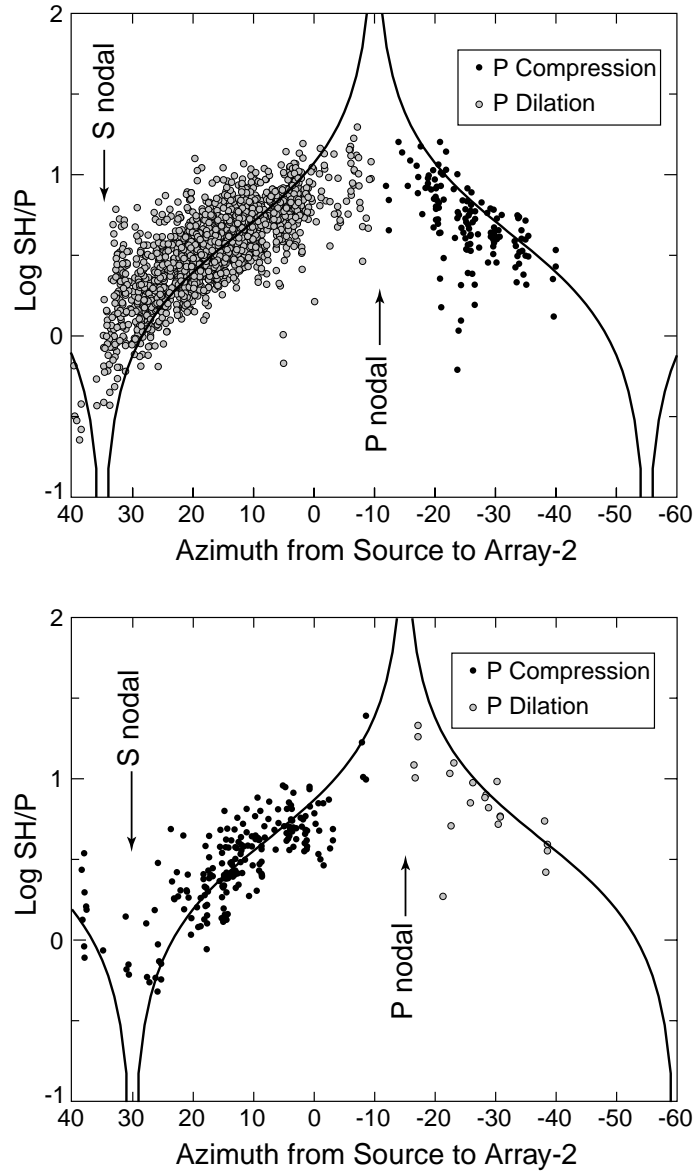 2
P Compression
P Dilation
S nodal
1
Log SH/P
0
P nodal
-1
40 30 20 10 0 -10 -20 -30 -40 -50 -60
Azimuth from Source to Array-2
2
P Compression
P Dilation
S nodal
1
Log SH/P
0
P nodal
-1
40 30 20 10 0 -10 -20 -30 -40 -50 -60
Azimuth from Source to Array-2